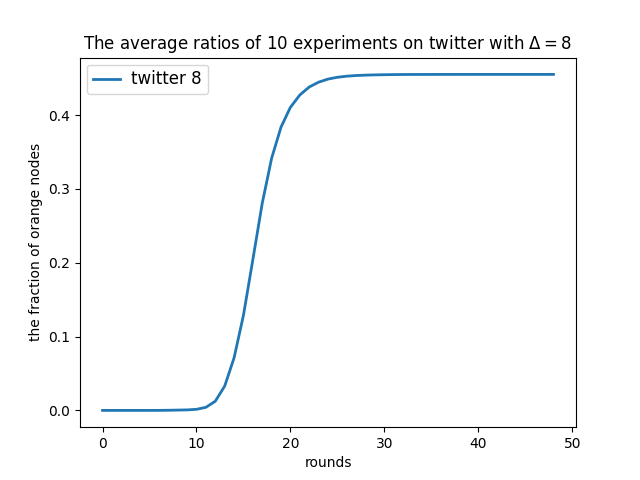 The average ratios of 10 experiments on twitter with Δ = 8
twitter 8
0.4
0.3
0.2
0.1
0.0
the fraction of orange nodes
0 10 20 30 40 50
rounds